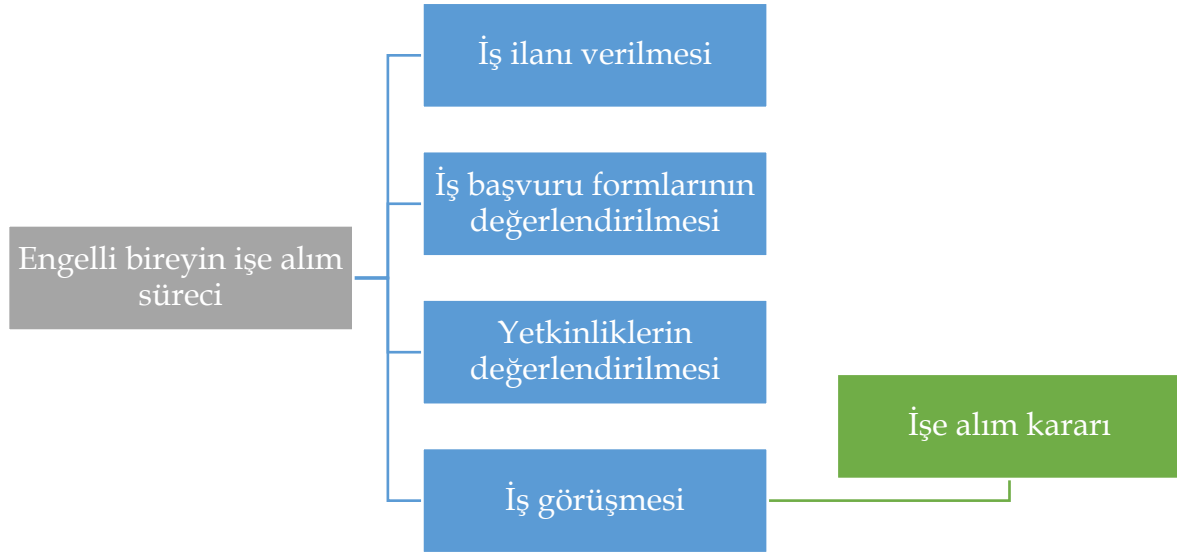 İş ilanı verilmesi
İş başvuru formlarının
değerlendirilmesi
Engelli bireyin işe alım
süreci
Yetkinliklerin
değerlendirilmesi
İşe alım kararı
İş görüşmesi